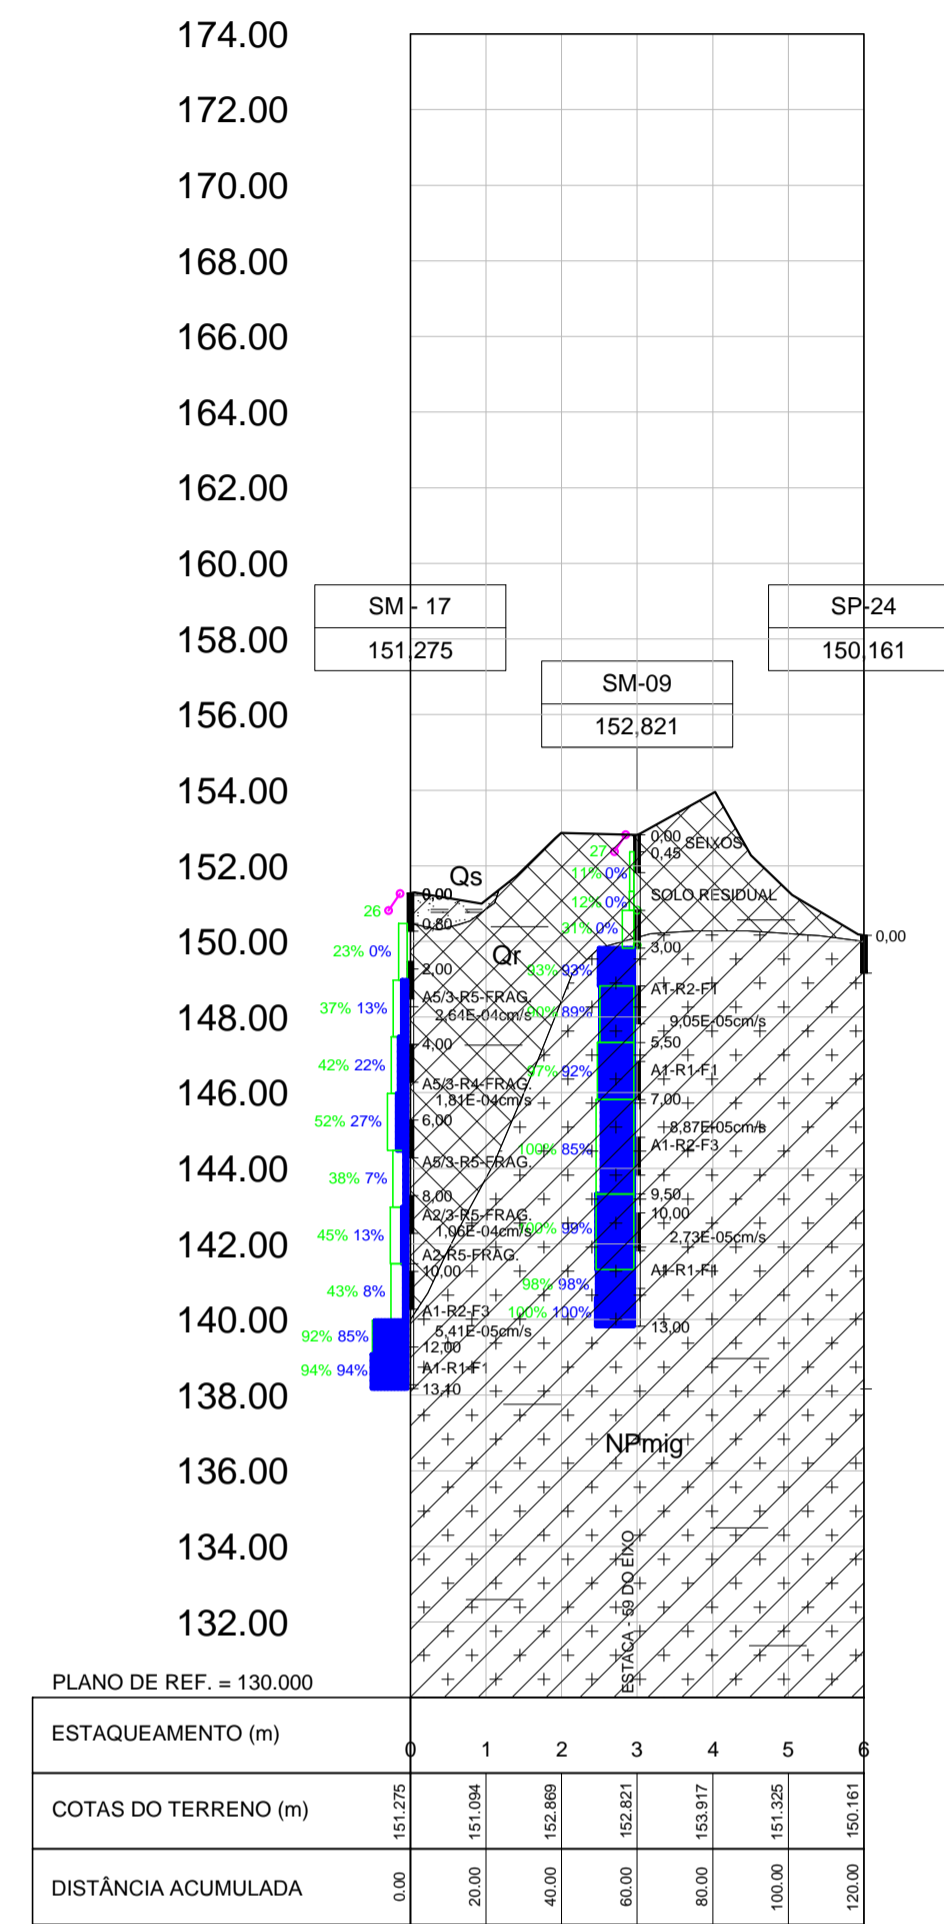 174.00
172.00
170.00
168.00
166.00
164.00
162.00
160.00
158.00
156.00
154.00
152.00
150.00
148.00
146.00
144.00
142.00
140.00
138.00
136.00
134.00
132.00
SM - 17
151,275
SM-09
152,821
SP-24
150,161
Qs
Qr
NPmig
26
0,00
0,80
2,00
4,00
6,00
8,00
10,00
12,00
13,10
23% 0%
37% 13%
42% 22%
52% 27%
38% 7%
45% 13%
43% 8%
92% 85%
94% 94%
A5/3-R5-FRAG.
2,64E-04cm/s
A5/3-R4-FRAG.
1,81E-04cm/s
A5/3-R5-FRAG.
A2/3-R5-FRAG.
1,06E-04cm/s
A2-R5-FRAG.
A1-R2-F3
5,41E-05cm/s
A1-R1-F1
27
0,00
0,45
3,00
5,50
7,00
9,50
10,00
13,00
SEIXOS
SOLO RESIDUAL
11% 0%
12% 0%
31% 0%
93% 93%
90% 89%
97% 92%
100% 85%
100% 99%
98% 98%
100% 100%
A1-R2-F1
9,05E-05cm/s
A1-R1-F1
8,87E-05cm/s
A1-R2-F3
2,73E-05cm/s
A1-R1-F1
0,00
ESTACA - 59 DO EIXO
PLANO DE REF. = 130.000
ESTAQUEAMENTO (m) 0 1 2 3 4 5 6
COTAS DO TERRENO (m) 151.275 151.094 152.869 152.821 153.917 151.325 150.161
DISTÂNCIA ACUMULADA 0.00 20.00 40.00 60.00 80.00 100.00 120.00